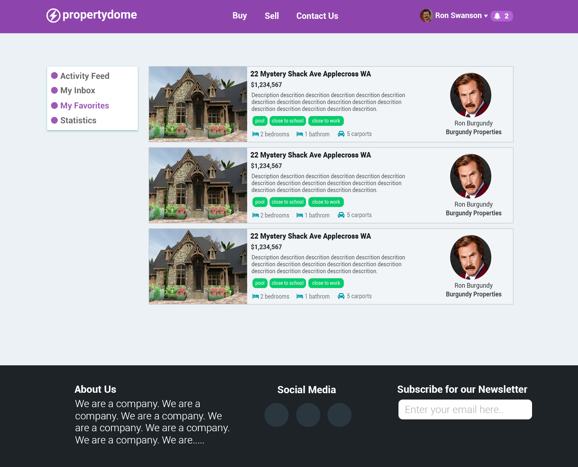 propertydome
Buy Sell Contact Us
Ron Swanson 2
Activity Feed
My Inbox
My Favorites
Statistics
22 Mystery Shack Ave Applecross WA
$1,234,567
Description descrition descrition descrition descrition
descrition descrition descrition descrition descrition
descrition descrition descrition descrition.
pool close to school close to work
2 bedrooms 1 bathrom 5 carports
Ron Burgundy
Burgundy Properties
22 Mystery Shack Ave Applecross WA
$1,234,567
Description descrition descrition descrition descrition
descrition descrition descrition descrition descrition
descrition descrition descrition descrition.
pool close to school close to work
2 bedrooms 1 bathrom 5 carports
Ron Burgundy
Burgundy Properties
22 Mystery Shack Ave Applecross WA
$1,234,567
Description descrition descrition descrition descrition
descrition descrition descrition descrition descrition
descrition descrition descrition descrition.
pool close to school close to work
2 bedrooms 1 bathrom 5 carports
Ron Burgundy
Burgundy Properties
About Us
We are a company. We are a
company. We are a company. We
are a company. We are a company.
We are a company. We are.....
Social Media
Subscribe for our Newsletter
Enter your email here..